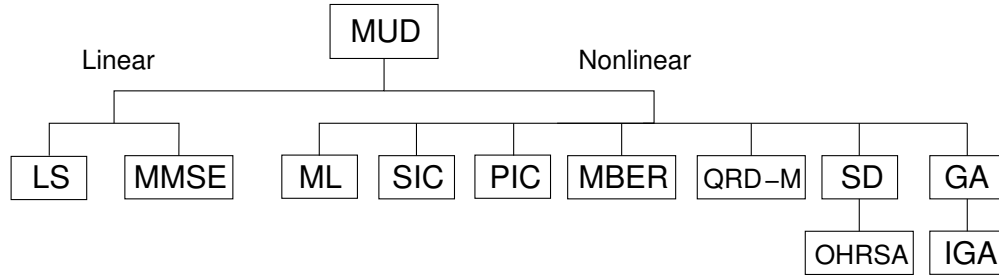 MUD
Linear
Nonlinear
LS
MMSE
ML
SIC
PIC
MBER
QRD-M
SD
GA
OHRSA
IGA